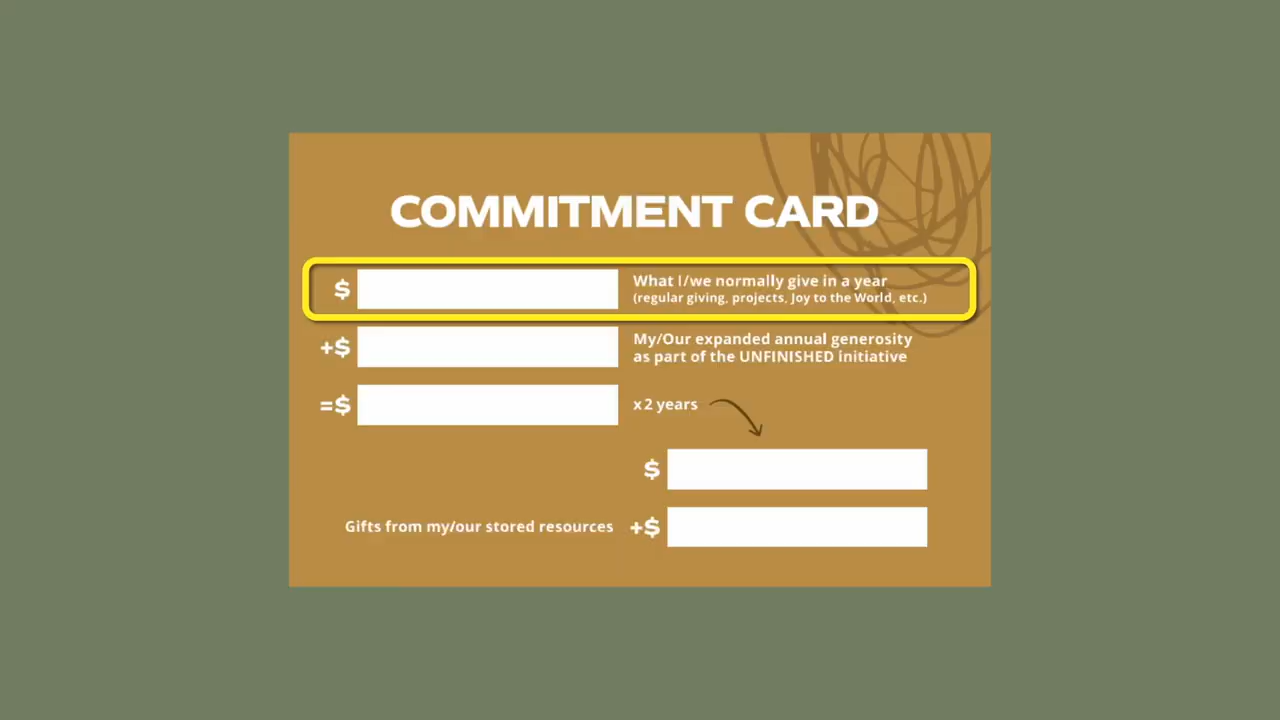 COMMITMENT CARD
$ What I/we normally give in a year
(regular giving, projects, Joy to the World, etc.)
+$ My/Our expanded annual generosity
as part of the UNFINISHED initiative
=$ x 2 years
$
Gifts from my/our stored resources +$